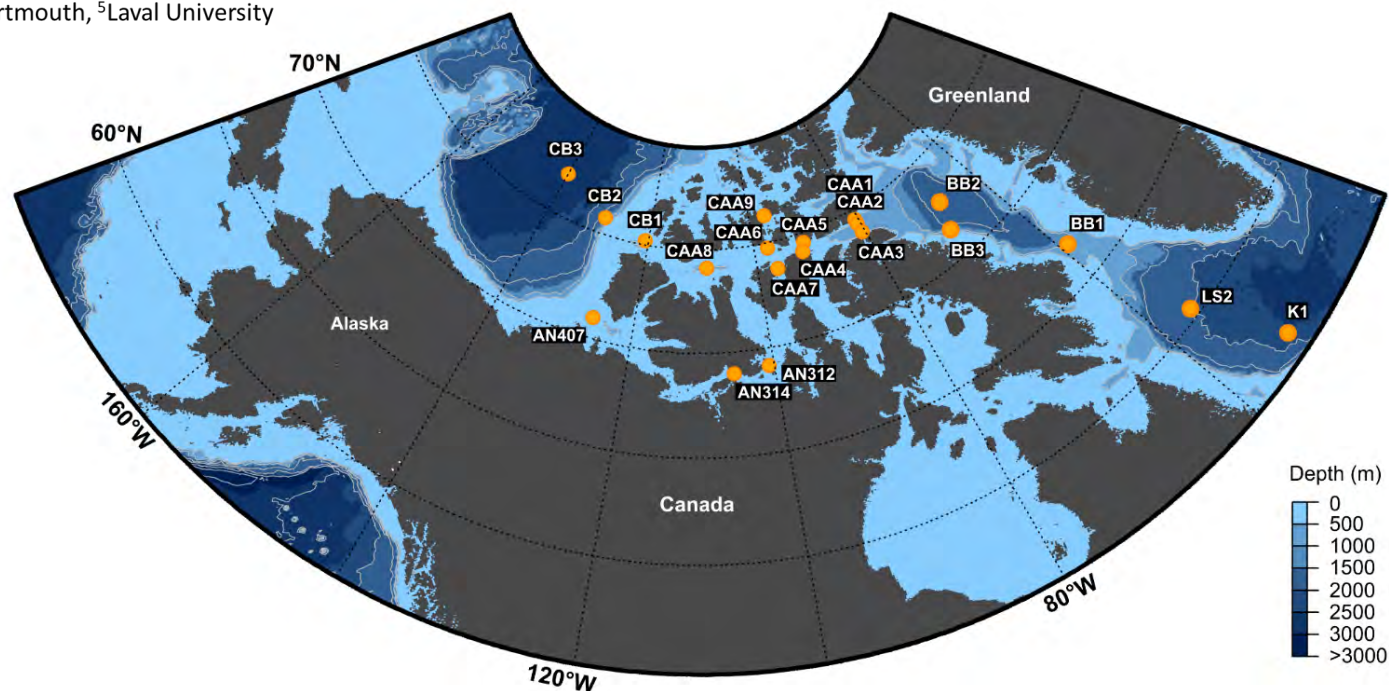 rtmouth, ⁵Laval University
70°N
60°N
Greenland
CB3
CB2
CB1
CAA9
CAA6
CAA8
CAA5
CAA1
CAA2
CAA3
CAA4
CAA7
BB2
BB3
BB1
LS2
K1
Alaska
AN407
AN312
AN314
160°W
Canada
80°W
120°W
Depth (m)
0
500
1000
1500
2000
2500
3000
>3000